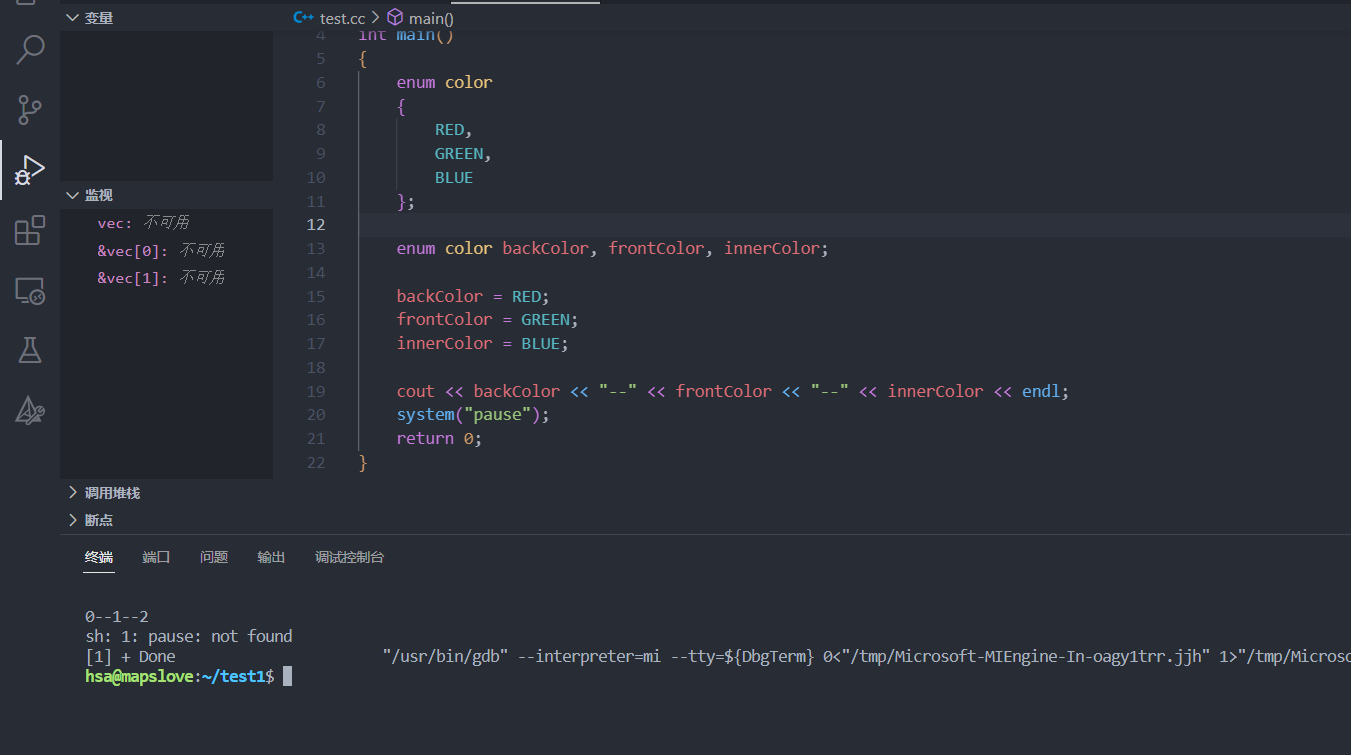 变量
监视
vec: 不可用
&vec[0]: 不可用
&vec[1]: 不可用
调用堆栈
断点
C++ test.cc > main()
4 int main()
5 {
6 enum color
7 {
8 RED,
9 GREEN,
10 BLUE
11 };
12
13 enum color backColor, frontColor, innerColor;
14
15 backColor = RED;
16 frontColor = GREEN;
17 innerColor = BLUE;
18
19 cout << backColor << "--" << frontColor << "--" << innerColor << endl;
20 system("pause");
21 return 0;
22 }
终端 端口 问题 输出 调试控制台
0--1--2
sh: 1: pause: not found
[1] + Done "/usr/bin/gdb" --interpreter=mi --tty=${DbgTerm} 0<"/tmp/Microsoft-MIEngine-In-oagy1trr.jjh" 1>"/tmp/Microso
hsa@mapslove:~/test1$